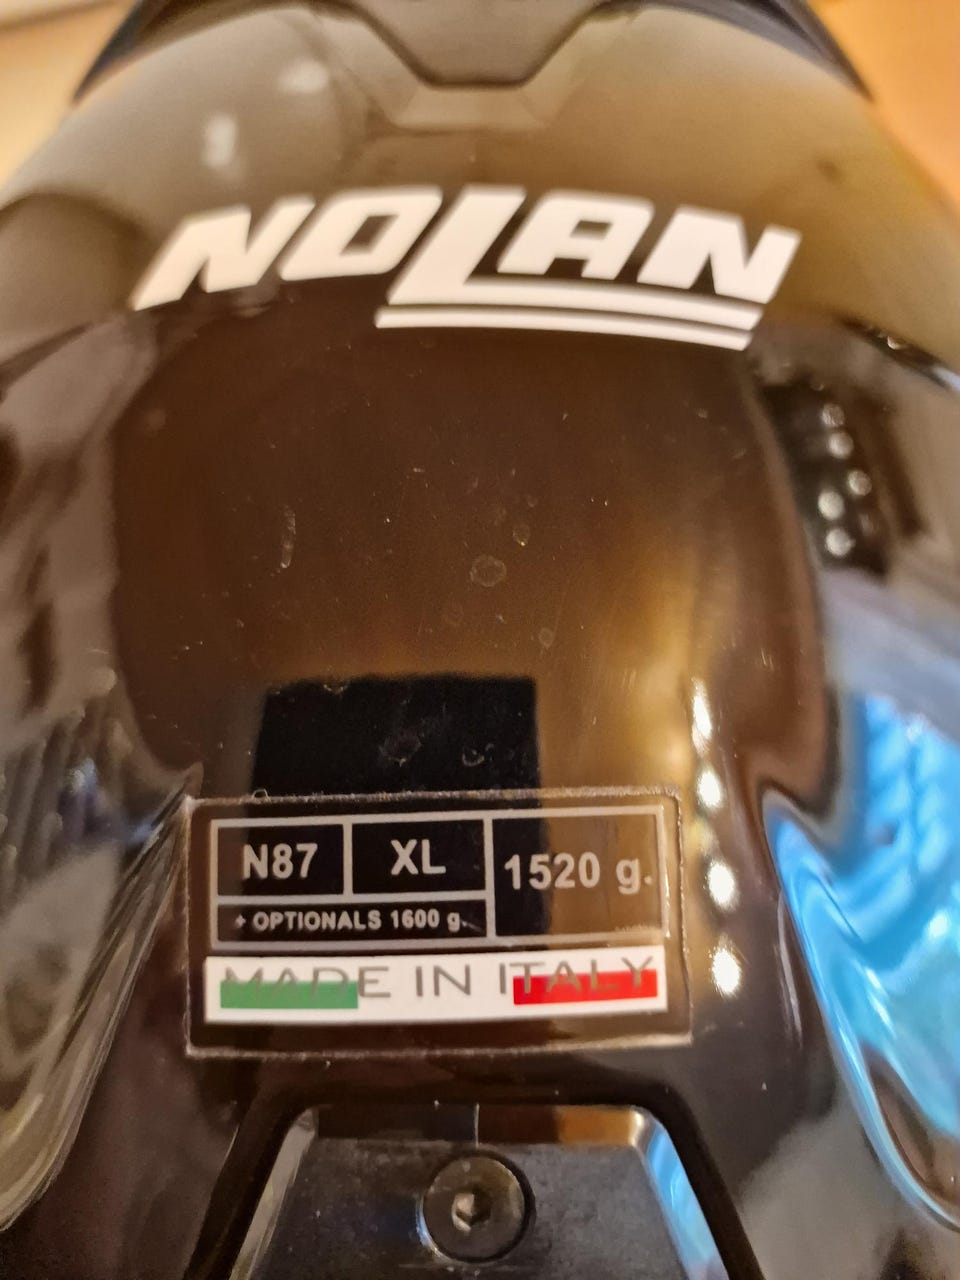 NOLAN
N87 XL 1520 g.
+ OPTIONALS 1600 g.
MADE IN ITALY